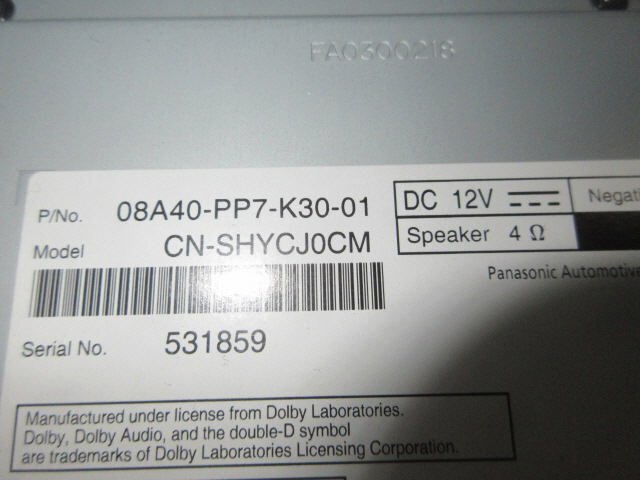 FA0300218
P/No. 08A40-PP7-K30-01
Model CN-SHYCJ0CM
DC 12V
Speaker 4 Ω
Panasonic Automotive
Serial No. 531859
Manufactured under license from Dolby Laboratories.
Dolby, Dolby Audio, and the double-D symbol
are trademarks of Dolby Laboratories Licensing Corporation.